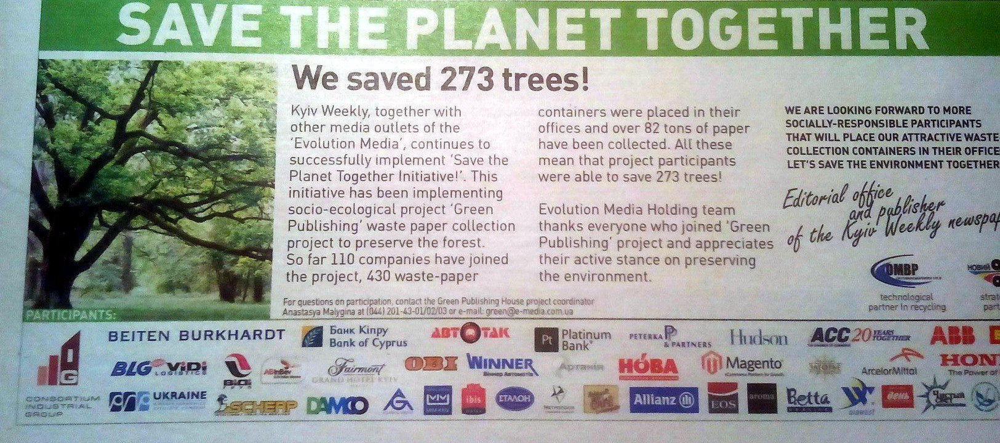 SAVE THE PLANET TOGETHER
We saved 273 trees!
Kyiv Weekly, together with
other media outlets of the
‘Evolution Media’, continues to
successfully implement ‘Save the
Planet Together Initiative!’. This
initiative has been implementing
socio-ecological project ‘Green
Publishing’ waste paper collection
project to preserve the forest.
So far 110 companies have joined
the project, 430 waste-paper
containers were placed in their
offices and over 82 tons of paper
have been collected. All these
mean that project participants
were able to save 273 trees!
Evolution Media Holding team
thanks everyone who joined ‘Green
Publishing’ project and appreciates
their active stance on preserving
the environment.
For questions on participation, contact the Green Publishing House project coordinator
Anastasya Malygina at (044) 201-43-01/02/03 or e-mail: green@e-media.com.ua
WE ARE LOOKING FORWARD TO MORE
SOCIALLY-RESPONSIBLE PARTICIPANTS
THAT WILL PLACE OUR ATTRACTIVE WASTE
COLLECTION CONTAINERS IN THEIR OFFICE
LET'S SAVE THE ENVIRONMENT TOGETHER
Editorial office
and publisher
of the Kyiv Weekly newspap
DMBP
technological
partner In recycling
НОВИЙ
strat
part
PARTICIPANTS:
CONSORTIUM
INDUSTRIAL
GROUP
BEITEN BURKHARDT
Банк Кіпру
Bank of Cyprus
АВТОТАК
Pt Platinum
Bank
PETERKA & PARTNERS
Hudson
ACC 20 YEARS TOGETHER
ABB
BLG ViDi
LOGISTICS
ABInBev
Fairmont
GRAND HOTEL KYIV
OBI
WINNER
Віннер Автомотів
Артанія
НОВА
Magento
ArcelorMittal
HON
The Power of
UKRAINE
SCHERP
DAMCO
ibis
ЕТАЛОН
Allianz
EOS
aroma
Betta
день
Чистый